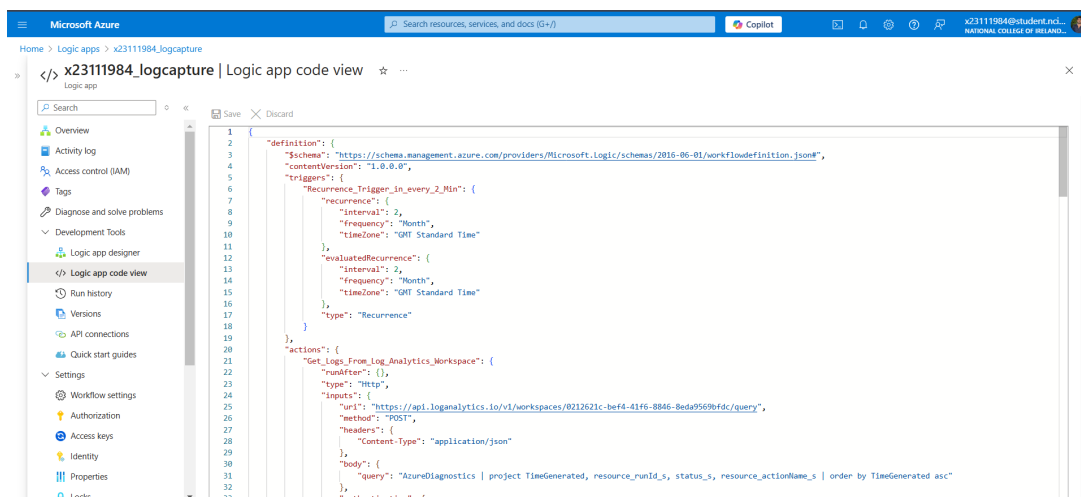 Microsoft Azure
Search resources, services, and docs (G+/)
Copilot
x23111984@student.nci...
NATIONAL COLLEGE OF IRELAND...
Home > Logic apps > x23111984_logcapture
x23111984_logcapture | Logic app code view
Logic app
Search
Save
Discard
Overview
Activity log
Access control (IAM)
Tags
Diagnose and solve problems
Development Tools
Logic app designer
Logic app code view
Run history
Versions
API connections
Quick start guides
Settings
Workflow settings
Authorization
Access keys
Identity
Properties
Locks
1 {
2 "definition": {
3 "$schema": "https://schema.management.azure.com/providers/Microsoft.Logic/schemas/2016-06-01/workflowdefinition.json#",
4 "contentVersion": "1.0.0.0",
5 "triggers": {
6 "Recurrence_Trigger_in_every_2_Min": {
7 "recurrence": {
8 "interval": 2,
9 "frequency": "Month",
10 "timeZone": "GMT Standard Time"
11 },
12 "evaluatedRecurrence": {
13 "interval": 2,
14 "frequency": "Month",
15 "timeZone": "GMT Standard Time"
16 },
17 "type": "Recurrence"
18 }
19 },
20 "actions": {
21 "Get_Logs_From_Log_Analytics_Workspace": {
22 "runAfter": {},
23 "type": "Http",
24 "inputs": {
25 "uri": "https://api.loganalytics.io/v1/workspaces/0212621c-bef4-41f6-8846-8eda9569bfdc/query",
26 "method": "POST",
27 "headers": {
28 "Content-Type": "application/json"
29 },
30 "body": {
31 "query": "AzureDiagnostics | project TimeGenerated, resource_runId_s, status_s, resource_actionName_s | order by TimeGenerated asc"
32 },